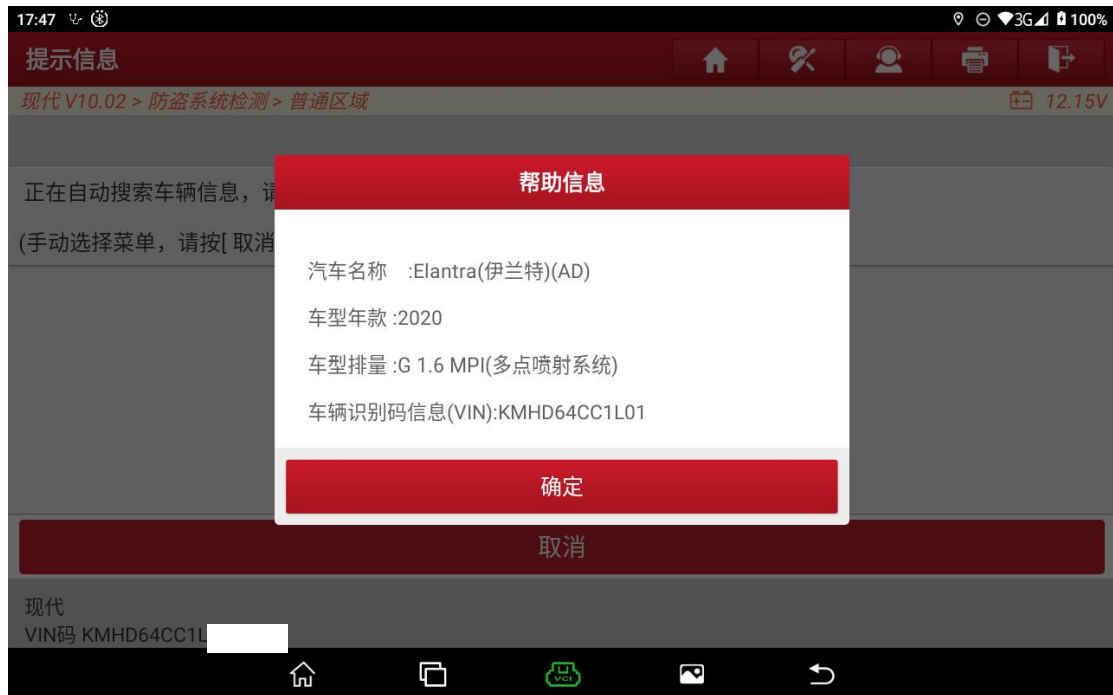 17:47
3G 100%
提示信息
现代 V10.02 > 防盗系统检测 > 普通区域
12.15V
正在自动搜索车辆信息，请
(手动选择菜单，请按[ 取消
帮助信息
汽车名称 :Elantra(伊兰特)(AD)
车型年款 :2020
车型排量 :G 1.6 MPI(多点喷射系统)
车辆识别码信息(VIN):KMHD64CC1L01
确定
取消
现代
VIN码 KMHD64CC1L
VCI